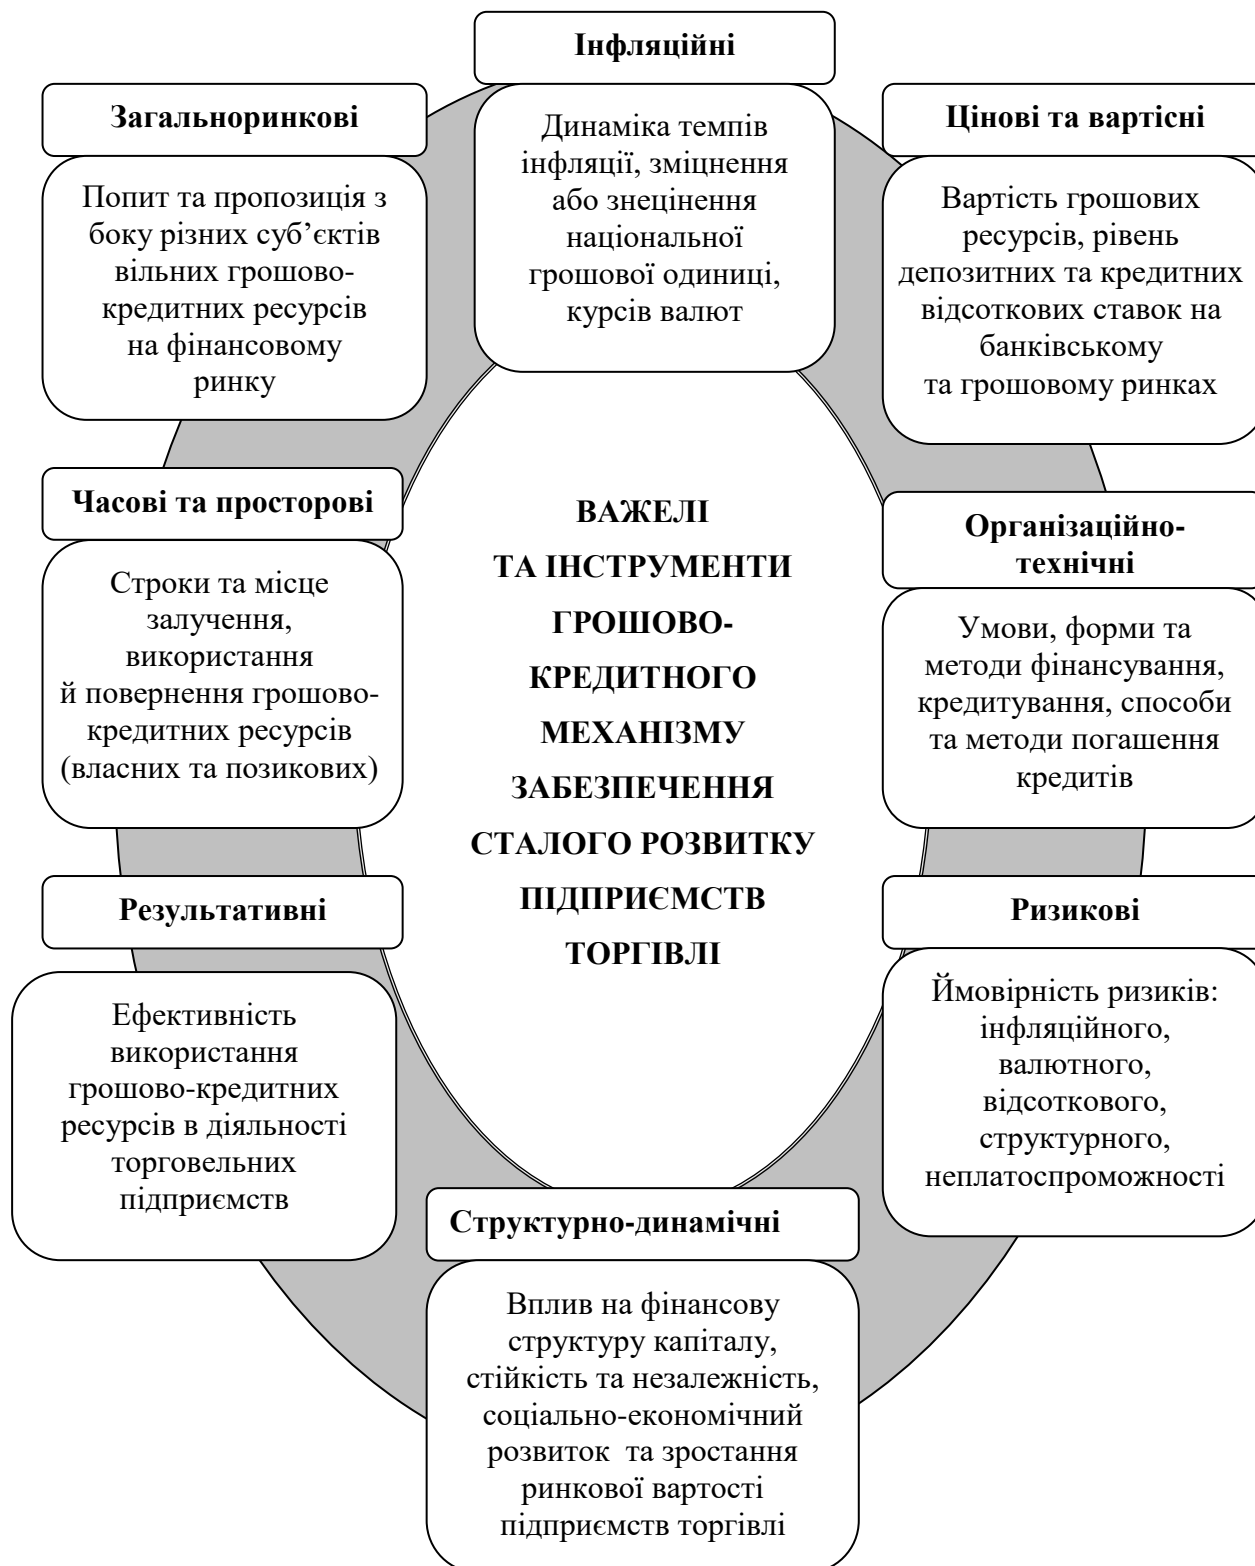 Інфляційні
Динаміка темпів
інфляції, зміцнення
або знецінення
національної
грошової одиниці,
курсів валют
Загальноринкові
Попит та пропозиція з
боку різних суб’єктів
вільних грошово-
кредитних ресурсів
на фінансовому
ринку
Цінові та вартісні
Вартість грошових
ресурсів, рівень
депозитних та кредитних
відсоткових ставок на
банківському
та грошовому ринках
Часові та просторові
Строки та місце
залучення,
використання
й повернення грошово-
кредитних ресурсів
(власних та позикових)
ВАЖЕЛІ
ТА ІНСТРУМЕНТИ
ГРОШОВО-
КРЕДИТНОГО
МЕХАНІЗМУ
ЗАБЕЗПЕЧЕННЯ
СТАЛОГО РОЗВИТКУ
ПІДПРИЄМСТВ
ТОРГІВЛІ
Організаційно-
технічні
Умови, форми та
методи фінансування,
кредитування, способи
та методи погашення
кредитів
Результативні
Ефективність
використання
грошово-кредитних
ресурсів в діяльності
торговельних
підприємств
Ризикові
Ймовірність ризиків:
інфляційного,
валютного,
відсоткового,
структурного,
неплатоспроможності
Структурно-динамічні
Вплив на фінансову
структуру капіталу,
стійкість та незалежність,
соціально-економічний
розвиток та зростання
ринкової вартості
підприємств торгівлі